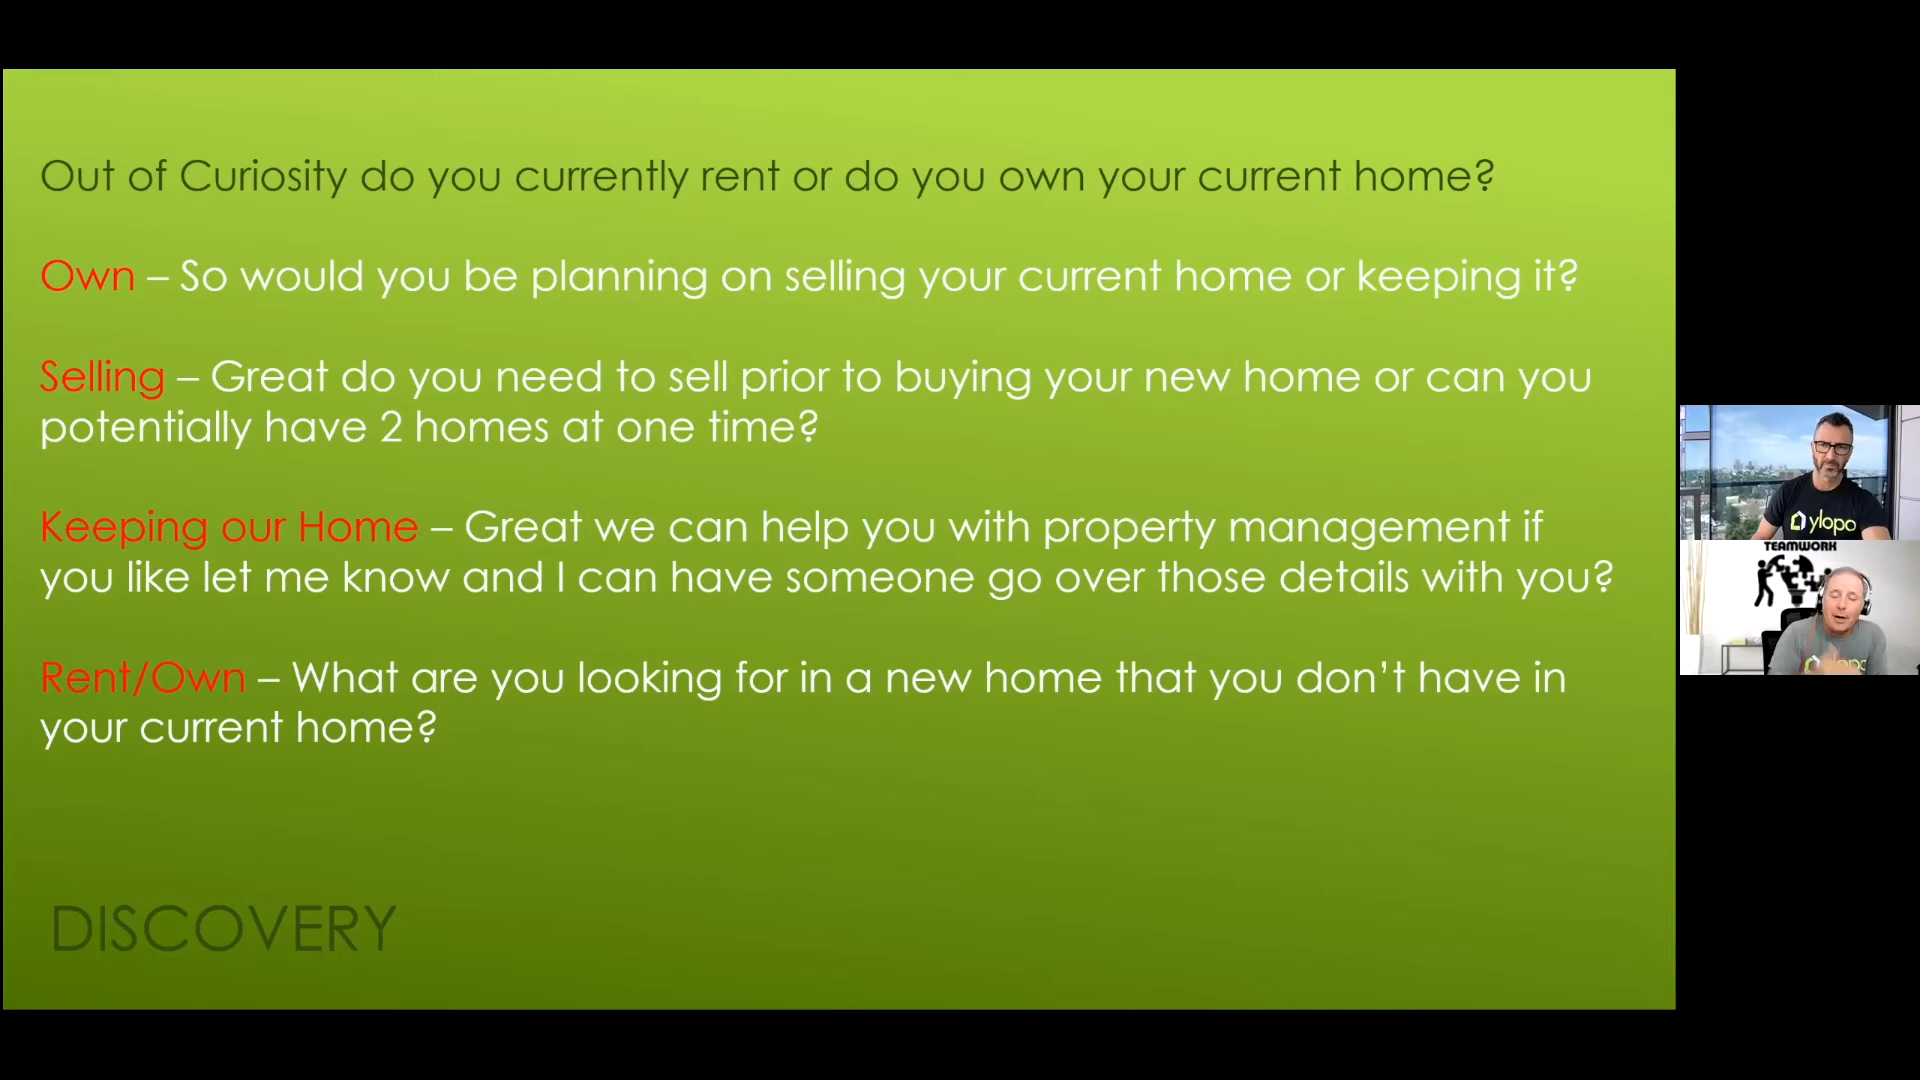 Out of Curiosity do you currently rent or do you own your current home?
Own – So would you be planning on selling your current home or keeping it?
Selling – Great do you need to sell prior to buying your new home or can you
potentially have 2 homes at one time?
Keeping our Home – Great we can help you with property management if
you like let me know and I can have someone go over those details with you?
Rent/Own – What are you looking for in a new home that you don’t have in
your current home?
DISCOVERY
ylopo
TEAMWORK